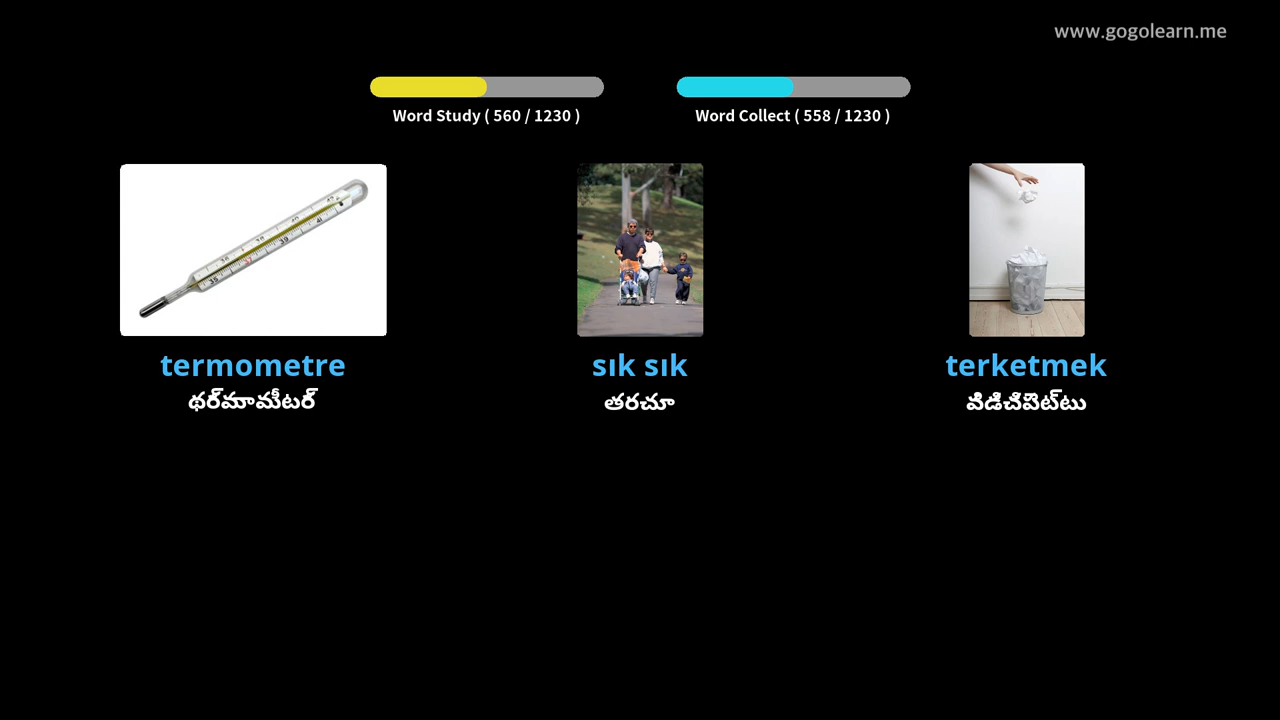 www.gogolearn.me
Word Study ( 560 / 1230 )
Word Collect ( 558 / 1230 )
termometre
sık sık
terketmek
థర్మామీటర్
తరచూ
విడిచిపెట్టు